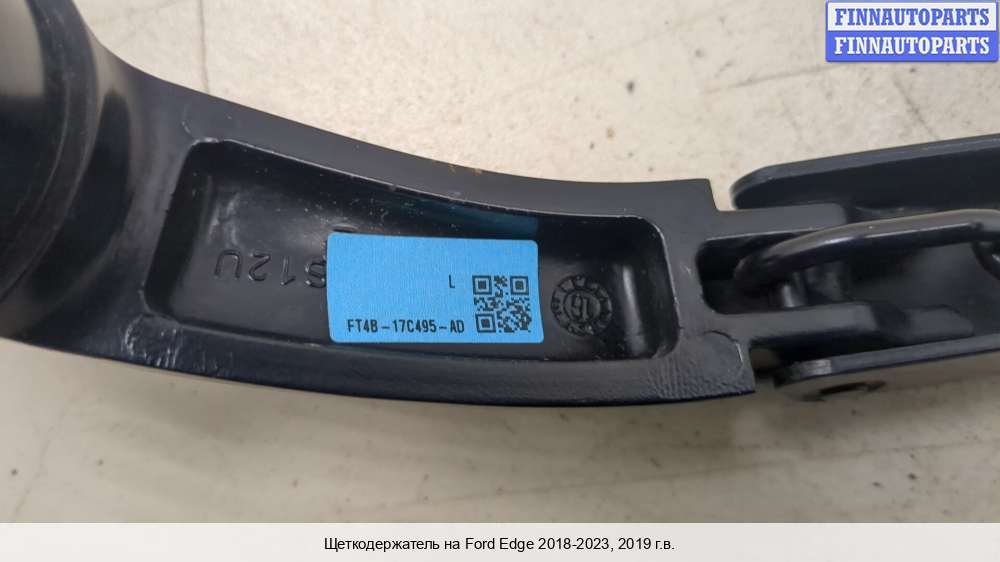 FINNAUTOPARTS
FINNAUTOPARTS
S12U
L
FT4B-17C495-AD
Щеткодержатель на Ford Edge 2018-2023, 2019 г.в.